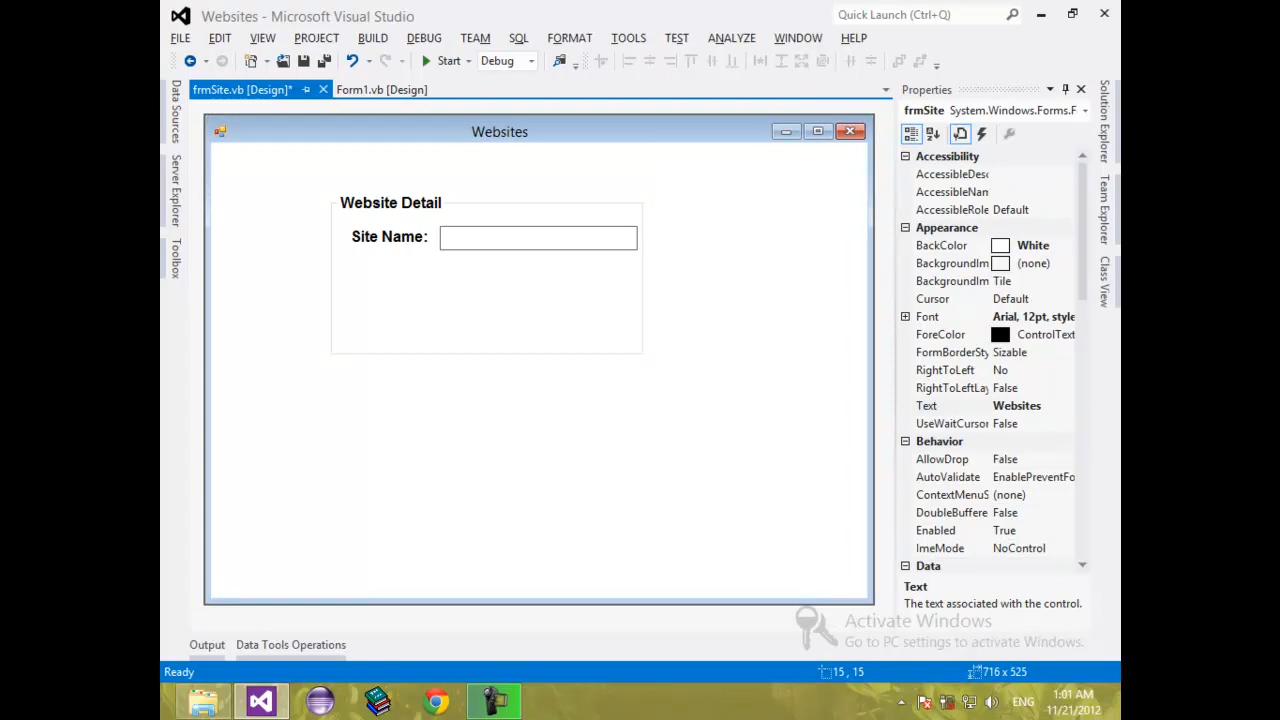 Websites - Microsoft Visual Studio
Quick Launch (Ctrl+Q)
FILE EDIT VIEW PROJECT BUILD DEBUG TEAM SQL FORMAT TOOLS TEST ANALYZE WINDOW HELP
Start Debug
frmSite.vb [Design]* Form1.vb [Design]
Data Sources
Server Explorer
Toolbox
Websites
Website Detail
Site Name:
Properties
frmSite System.Windows.Forms.F
Accessibility
AccessibleDesc
AccessibleNam
AccessibleRole Default
Appearance
BackColor White
BackgroundIm (none)
BackgroundIm Tile
Cursor Default
Font Arial, 12pt, style
ForeColor ControlText
FormBorderSty Sizable
RightToLeft No
RightToLeftLay False
Text Websites
UseWaitCursor False
Behavior
AllowDrop False
AutoValidate EnablePreventFo
ContextMenuS (none)
DoubleBuffere False
Enabled True
ImeMode NoControl
Data
Text
The text associated with the control.
Solution Explorer
Team Explorer
Class View
Activate Windows
Go to PC settings to activate Windows.
Output Data Tools Operations
Ready 15 , 15 716 x 525
ENG
1:01 AM
11/21/2012